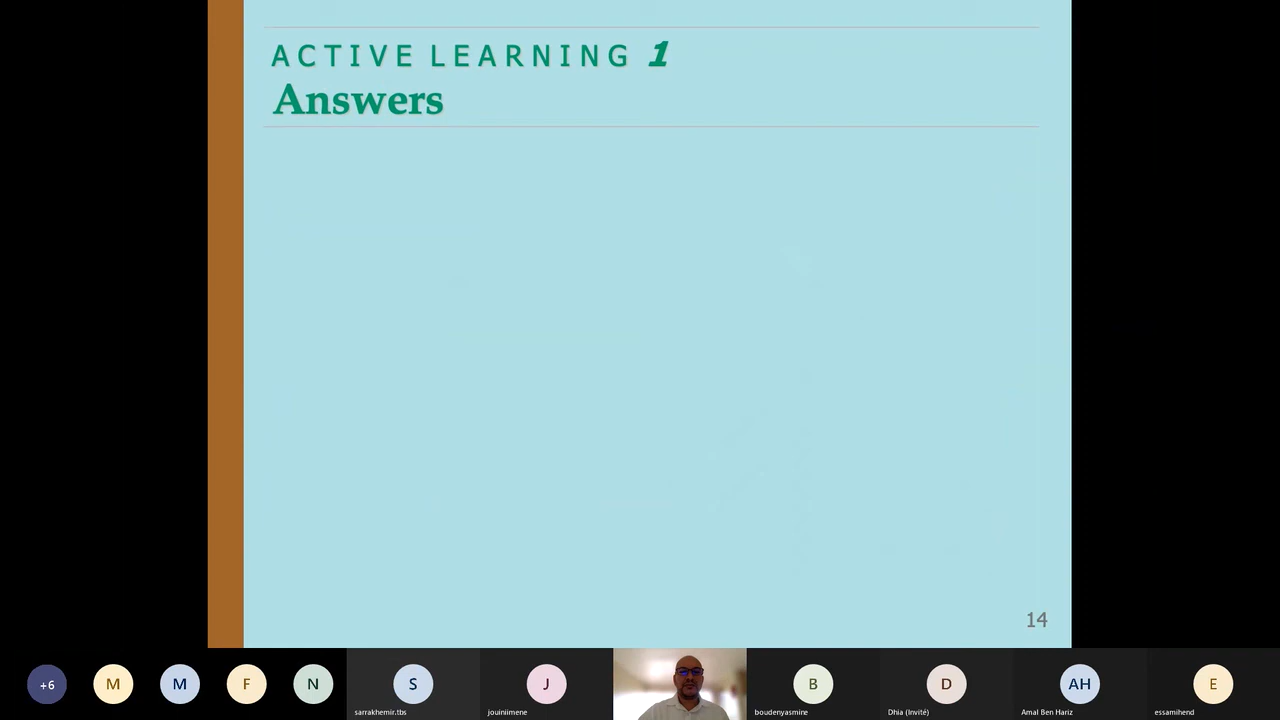 ACTIVE LEARNING 1
Answers
14
+6
M
M
F
N
S
J
B
D
AH
E
sarrakhemir.tbs
jouiniimene
boudenyasmine
Dhia (Invité)
Amal Ben Hariz
essamihend